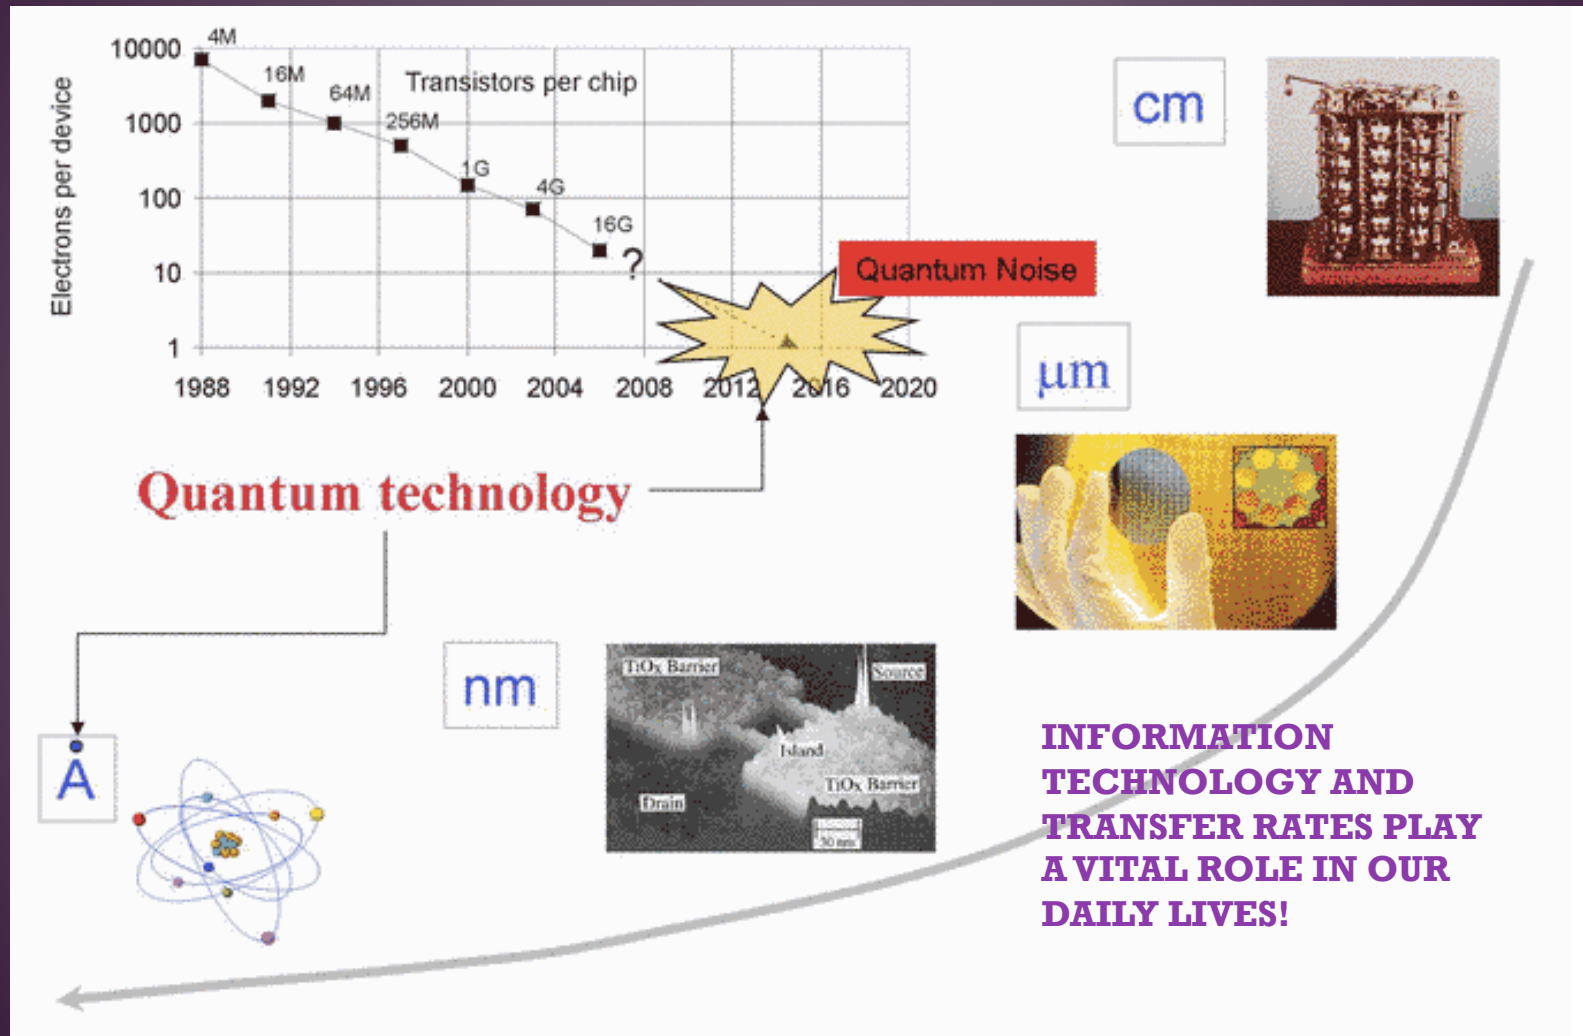 10000
1000
100
10
1
Electrons per device
4M
16M
64M
256M
1G
4G
16G
?
Transistors per chip
1988 1992 1996 2000 2004 2008 2012 2016 2020
Quantum Noise
cm
µm
Quantum technology
nm
TiOx Barrier
Source
Island
TiOx Barrier
Drain
Å
INFORMATION
TECHNOLOGY AND
TRANSFER RATES PLAY
A VITAL ROLE IN OUR
DAILY LIVES!